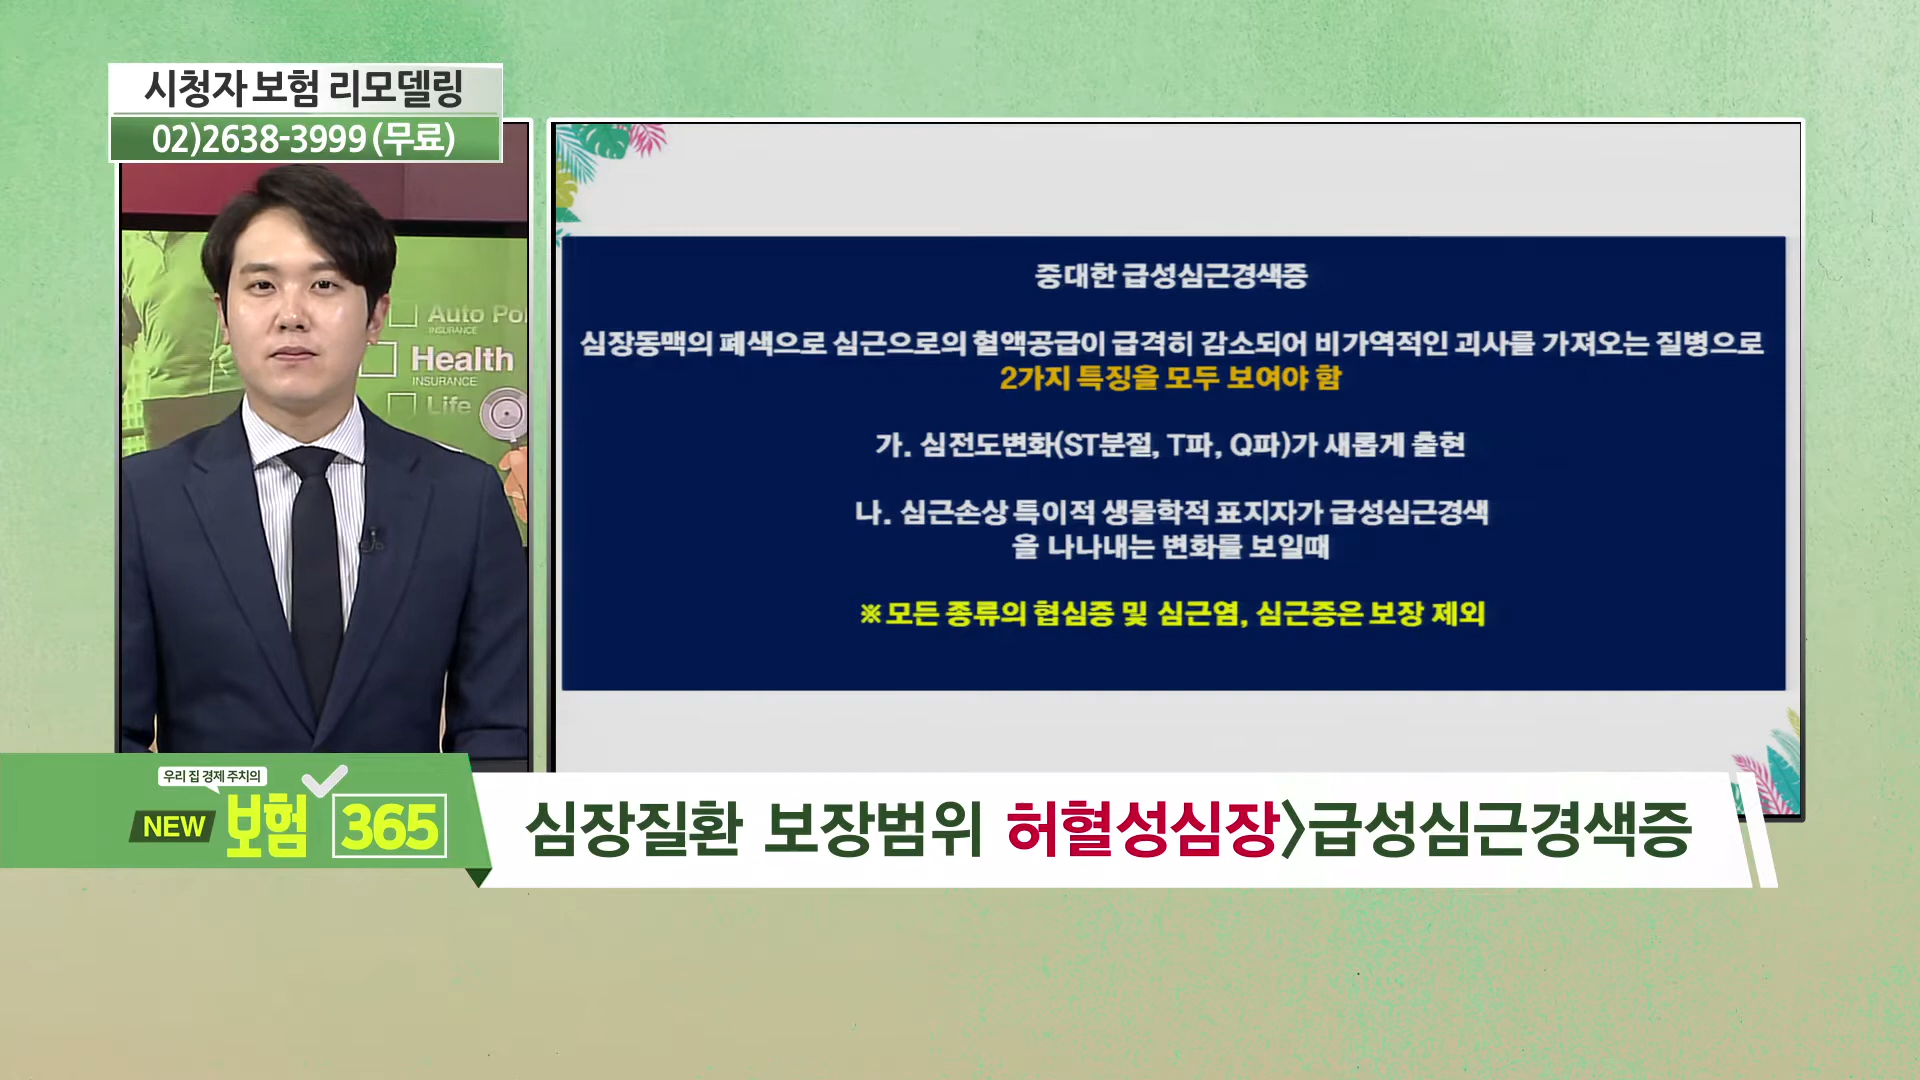 시청자 보험 리모델링
02)2638-3999 (무료)
Auto Pol
INSURANCE
Health
INSURANCE
Life
중대한 급성심근경색증
심장동맥의 폐색으로 심근으로의 혈액공급이 급격히 감소되어 비가역적인 괴사를 가져오는 질병으로
2가지 특징을 모두 보여야 함
가. 심전도변화(ST분절, T파, Q파)가 새롭게 출현
나. 심근손상 특이적 생물학적 표지자가 급성심근경색
을 나나내는 변화를 보일때
※모든 종류의 협심증 및 심근염, 심근증은 보장 제외
우리 집 경제 주치의
NEW 보험 365
심장질환 보장범위 허혈성심장>급성심근경색증